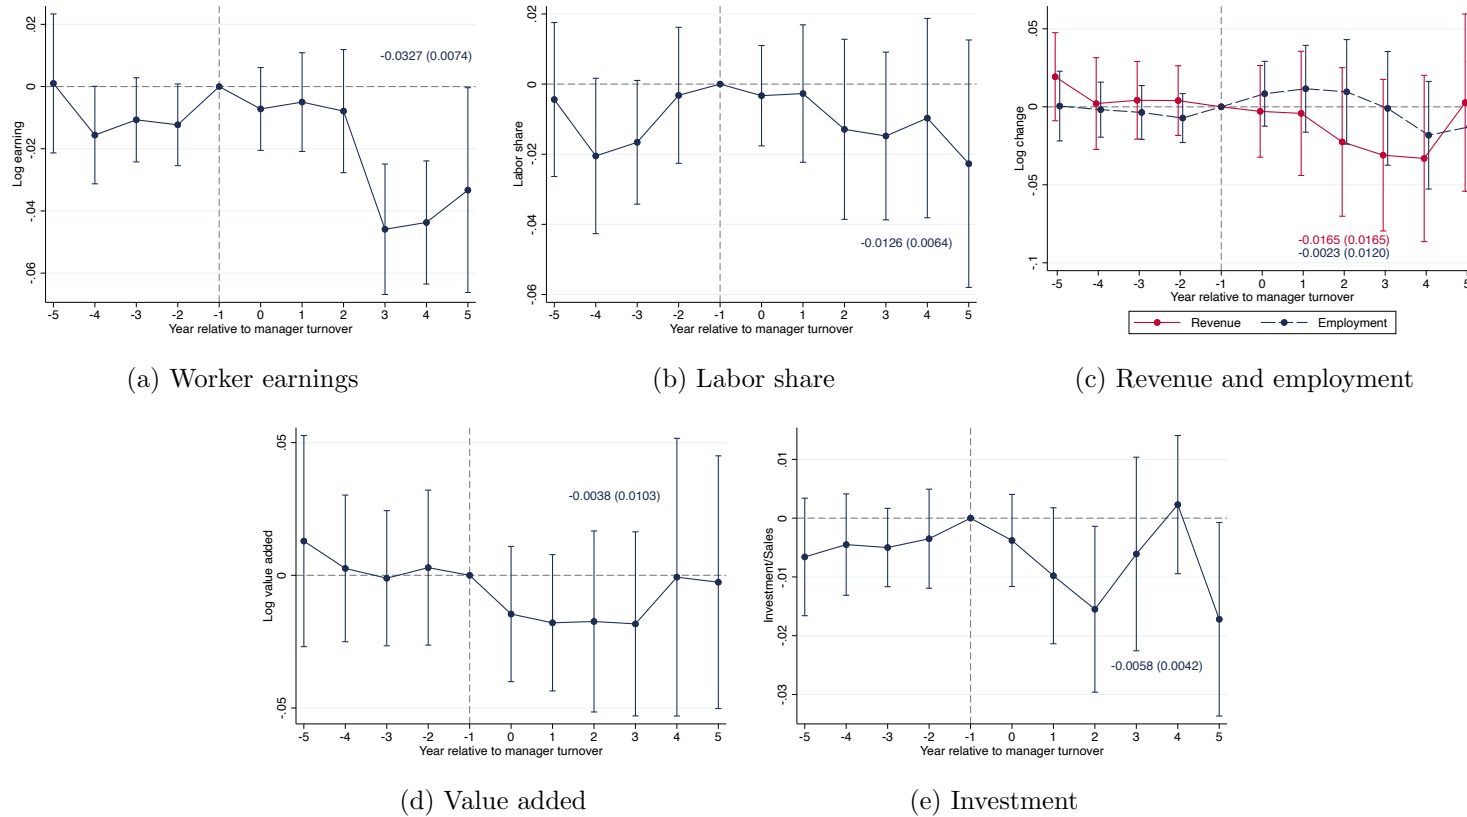 .02
0
-.02
-.04
-.06
Log earning
-0.0327 (0.0074)
-5 -4 -3 -2 -1 0 1 2 3 4 5
Year relative to manager turnover
(a) Worker earnings
.02
0
-.02
-.04
-.06
Labor share
-0.0126 (0.0064)
-5 -4 -3 -2 -1 0 1 2 3 4 5
Year relative to manager turnover
(b) Labor share
.05
0
-.05
-.1
Log change
-0.0165 (0.0165)
-0.0023 (0.0120)
-5 -4 -3 -2 -1 0 1 2 3 4 5
Year relative to manager turnover
Revenue Employment
(c) Revenue and employment
.05
0
-.05
Log value added
-0.0038 (0.0103)
-5 -4 -3 -2 -1 0 1 2 3 4 5
Year relative to manager turnover
(d) Value added
.01
0
-.01
-.02
-.03
Investment/Sales
-0.0058 (0.0042)
-5 -4 -3 -2 -1 0 1 2 3 4 5
Year relative to manager turnover
(e) Investment